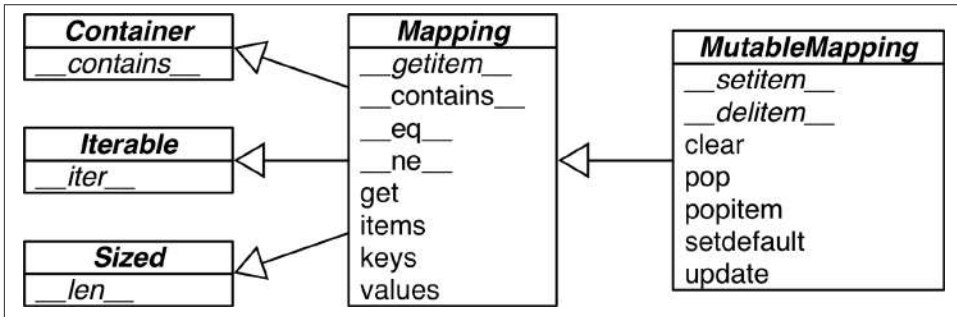 Container
__contains__
Iterable
__iter__
Sized
__len__
Mapping
__getitem__
__contains__
__eq__
__ne__
get
items
keys
values
MutableMapping
__setitem__
__delitem__
clear
pop
popitem
setdefault
update